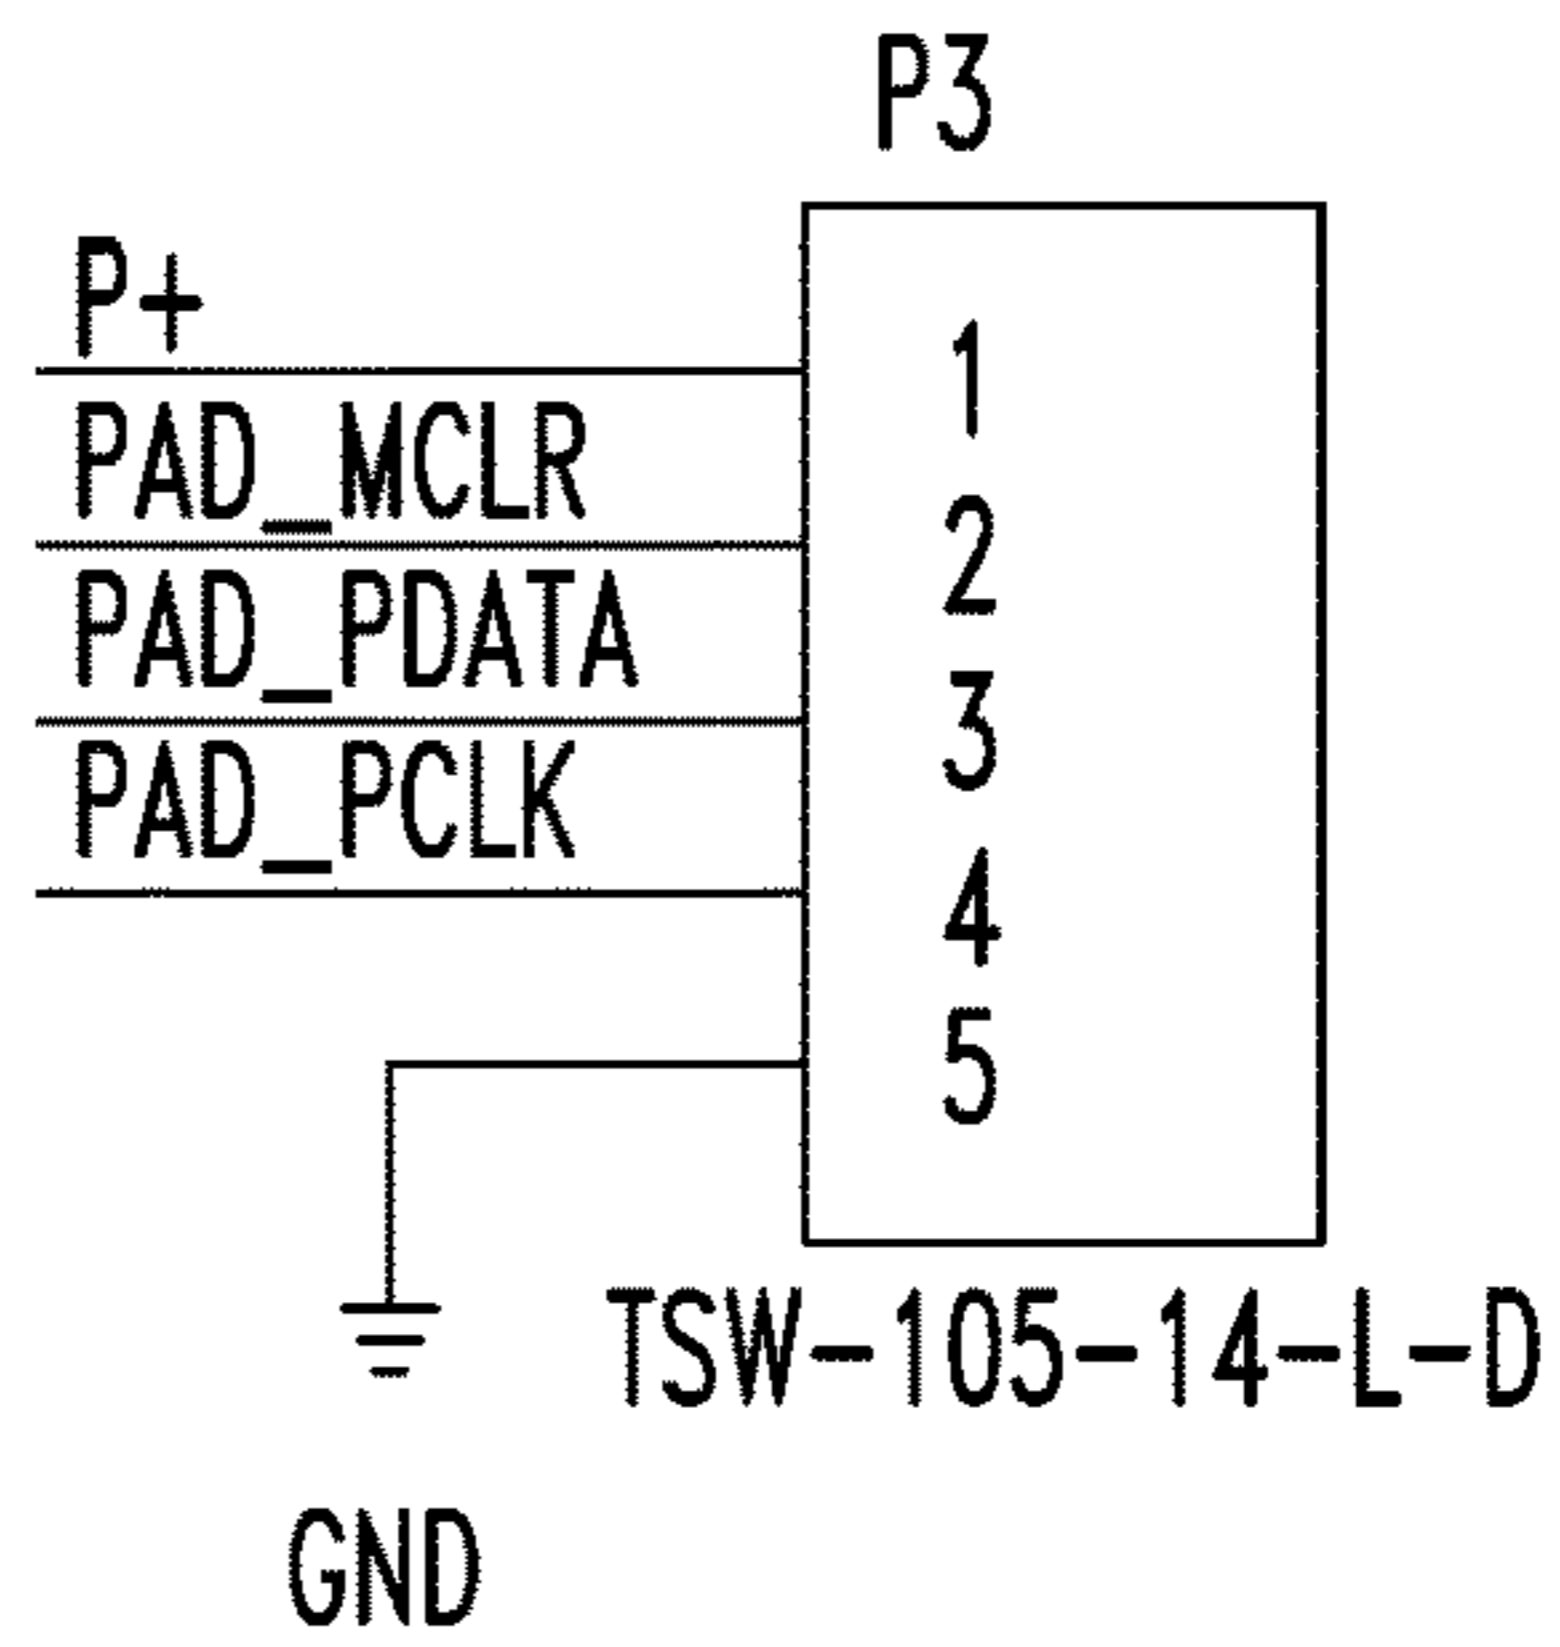 P3
P+
1
PAD_MCLR
2
PAD_PDATA
3
PAD_PCLK
4
5
TSW-105-14-L-D
GND